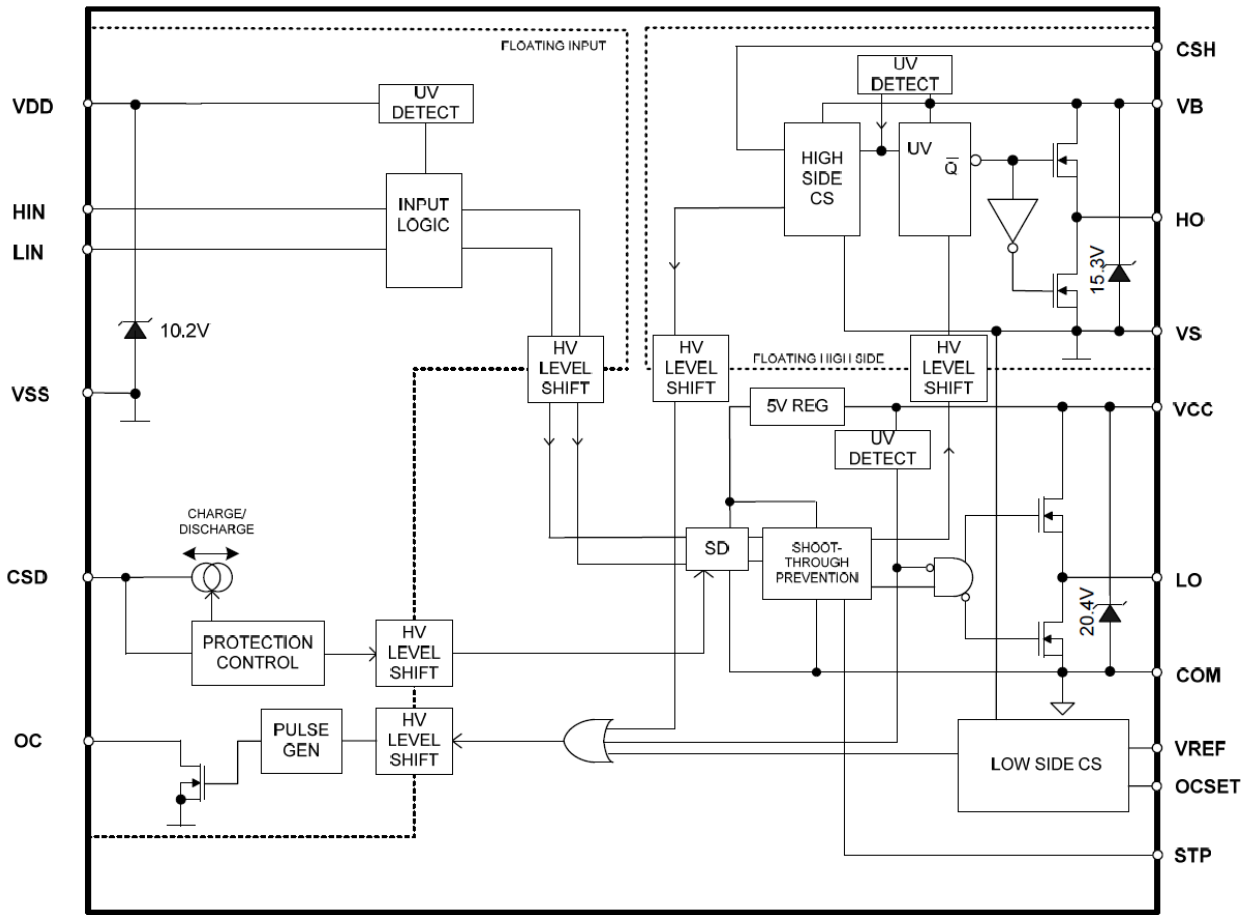 FLOATING INPUT
CSH
UV
DETECT
VDD
UV
DETECT
VB
HIGH
SIDE
CS
UV
Q̅
HIN
INPUT
LOGIC
HO
LIN
15.3V
10.2V
VS
HV
LEVEL
SHIFT
HV
LEVEL
SHIFT
FLOATING HIGH SIDE
HV
LEVEL
SHIFT
VSS
5V REG
VCC
UV
DETECT
CHARGE/
DISCHARGE
SD
SHOOT-
THROUGH
PREVENTION
CSD
LO
20.4V
PROTECTION
CONTROL
HV
LEVEL
SHIFT
COM
OC
PULSE
GEN
HV
LEVEL
SHIFT
LOW SIDE CS
VREF
OCSET
STP